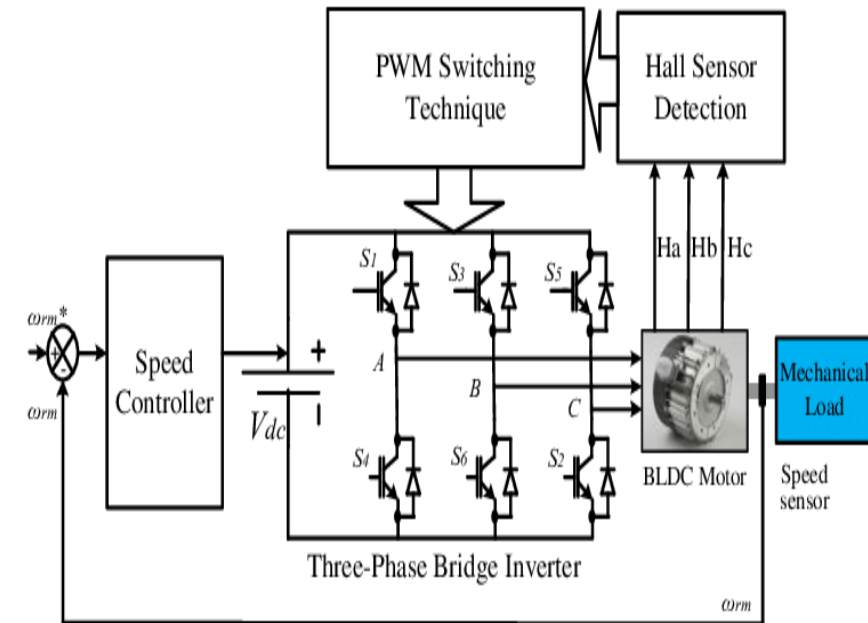 PWM Switching
Technique
Hall Sensor
Detection
Ha Hb Hc
S1
S3
S5
ωrm*
+
-
ωrm
Speed
Controller
+
Vdc
A
B
C
S4
S6
S2
Mechanical
Load
BLDC Motor
Speed
sensor
Three-Phase Bridge Inverter
ωrm